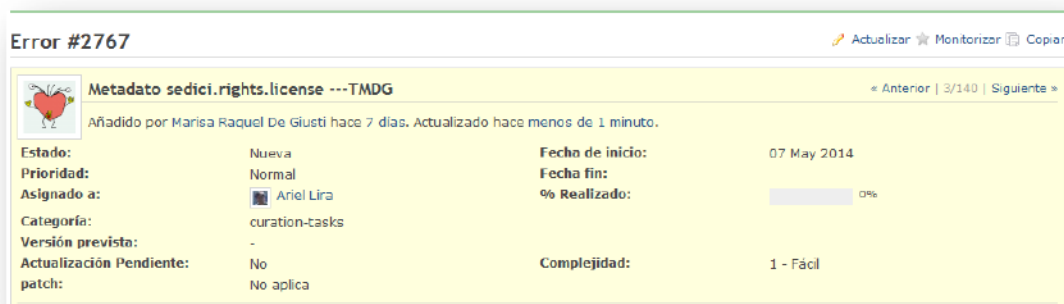 Error #2767
Actualizar Monitorizar Copiar
Metadato sedici.rights.license ---TMDG
« Anterior | 3/140 | Siguiente »
Añadido por Marisa Raquel De Giusti hace 7 días. Actualizado hace menos de 1 minuto.
Estado: Nueva Fecha de inicio: 07 May 2014
Prioridad: Normal Fecha fin:
Asignado a: Ariel Lira % Realizado: 0%
Categoría: curation-tasks
Versión prevista: -
Actualización Pendiente: No Complejidad: 1 - Fácil
patch: No aplica